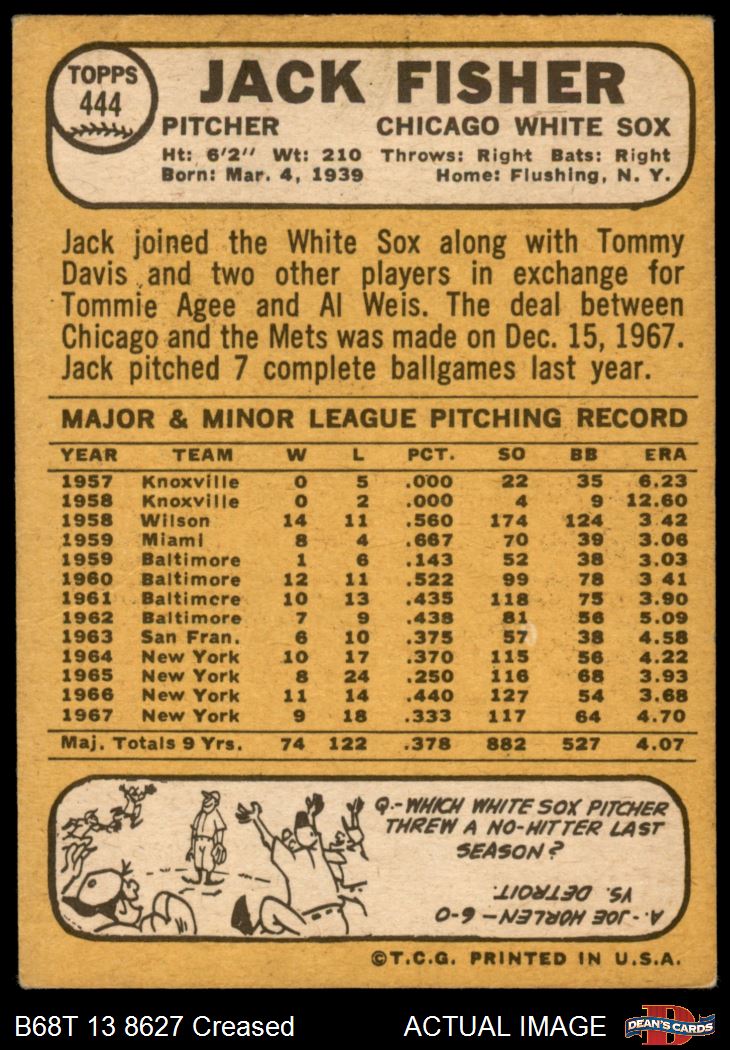 TOPPS
444
JACK FISHER
PITCHER CHICAGO WHITE SOX
Ht: 6'2" Wt: 210 Throws: Right Bats: Right
Born: Mar. 4, 1939 Home: Flushing, N. Y.
Jack joined the White Sox along with Tommy
Davis and two other players in exchange for
Tommie Agee and Al Weis. The deal between
Chicago and the Mets was made on Dec. 15, 1967.
Jack pitched 7 complete ballgames last year.
MAJOR & MINOR LEAGUE PITCHING RECORD
YEAR TEAM W L PCT. SO BB ERA
1957 Knoxville 0 5 .000 22 35 6.23
1958 Knoxville 0 2 .000 4 9 12.60
1958 Wilson 14 11 .560 174 124 3.42
1959 Miami 8 4 .667 70 39 3.06
1959 Baltimore 1 6 .143 52 38 3.03
1960 Baltimore 12 11 .522 99 78 3.41
1961 Baltimore 10 13 .435 118 75 3.90
1962 Baltimore 7 9 .438 81 56 5.09
1963 San Fran. 6 10 .375 57 38 4.58
1964 New York 10 17 .370 115 56 4.22
1965 New York 8 24 .250 116 68 3.93
1966 New York 11 14 .440 127 54 3.68
1967 New York 9 18 .333 117 64 4.70
Maj. Totals 9 Yrs. 74 122 .378 882 527 4.07
Q.-WHICH WHITE SOX PITCHER
THREW A NO-HITTER LAST
SEASON?
A.-JOE HORLEN-6-0
VS. DETROIT.
©T.C.G. PRINTED IN U.S.A.
B68T 13 8627 Creased ACTUAL IMAGE
D
DEAN'S CARDS